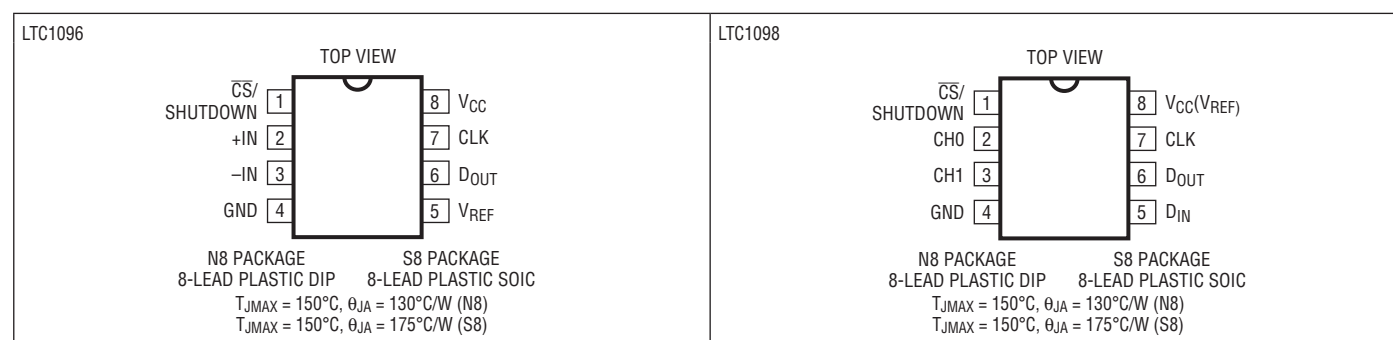 LTC1096
TOP VIEW
CS/
SHUTDOWN 1
+IN 2
–IN 3
GND 4
8 VCC
7 CLK
6 DOUT
5 VREF
N8 PACKAGE
8-LEAD PLASTIC DIP
S8 PACKAGE
8-LEAD PLASTIC SOIC
TJMAX = 150°C, θJA = 130°C/W (N8)
TJMAX = 150°C, θJA = 175°C/W (S8)
LTC1098
TOP VIEW
CS/
SHUTDOWN 1
CH0 2
CH1 3
GND 4
8 VCC(VREF)
7 CLK
6 DOUT
5 DIN
N8 PACKAGE
8-LEAD PLASTIC DIP
S8 PACKAGE
8-LEAD PLASTIC SOIC
TJMAX = 150°C, θJA = 130°C/W (N8)
TJMAX = 150°C, θJA = 175°C/W (S8)